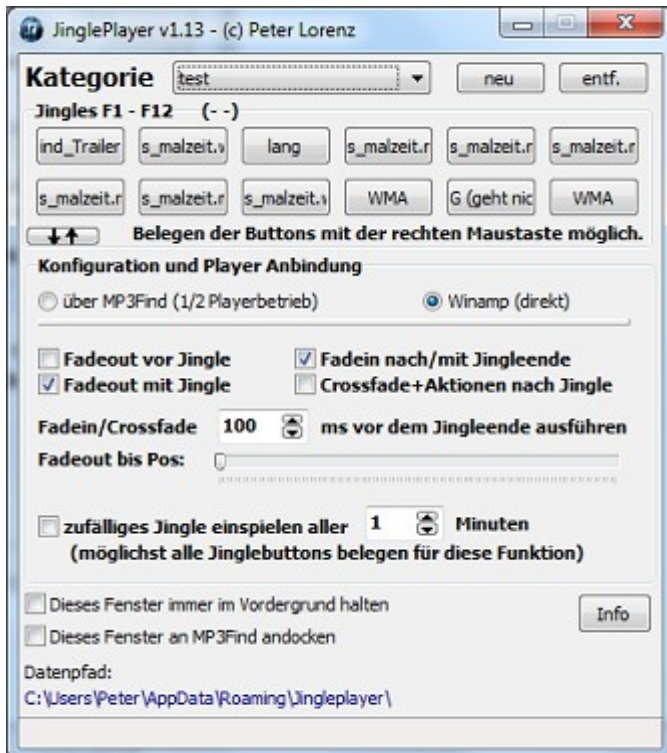 JinglePlayer v1.13 - (c) Peter Lorenz
Kategorie test neu entf.
Jingles F1 - F12 (- -)
ind_Trailer s_malzeit.v lang s_malzeit.r s_malzeit.r s_malzeit.r
s_malzeit.r s_malzeit.r s_malzeit.v WMA G (geht nic WMA
Belegen der Buttons mit der rechten Maustaste möglich.
Konfiguration und Player Anbindung
über MP3Find (1/2 Playerbetrieb) Winamp (direkt)
Fadeout vor Jingle Fadein nach/mit Jingleende
Fadeout mit Jingle Crossfade+Aktionen nach Jingle
Fadein/Crossfade 100 ms vor dem Jingleende ausführen
Fadeout bis Pos:
zufälliges Jingle einspielen aller 1 Minuten
(möglichst alle Jinglebuttons belegen für diese Funktion)
Dieses Fenster immer im Vordergrund halten
Info
Dieses Fenster an MP3Find andocken
Datenpfad:
C:\Users\Peter\AppData\Roaming\Jingleplayer\